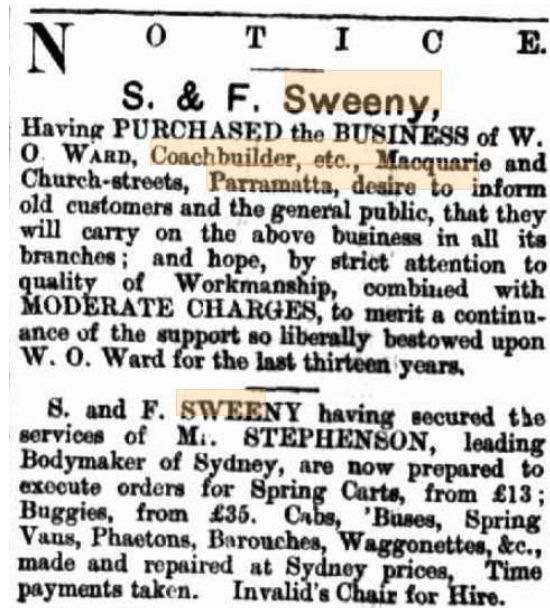 NOTICE.
S. & F. Sweeny,
Having PURCHASED the BUSINESS of W.
O. WARD, Coachbuilder, etc., Macquarie and
Church-streets, Parramatta, desire to inform
old customers and the general public, that they
will carry on the above business in all its
branches; and hope, by strict attention to
quality of Workmanship, combined with
MODERATE CHARGES, to merit a continu-
ance of the support so liberally bestowed upon
W. O. Ward for the last thirteen years.
S. and F. SWEENY having secured the
services of Mr. STEPHENSON, leading
Bodymaker of Sydney, are now prepared to
execute orders for Spring Carts, from £13;
Buggies, from £35. Cabs, 'Buses, Spring
Vans, Phaetons, Barouches, Waggonettes, &c.,
made and repaired at Sydney prices. Time
payments taken. Invalid's Chair for Hire.